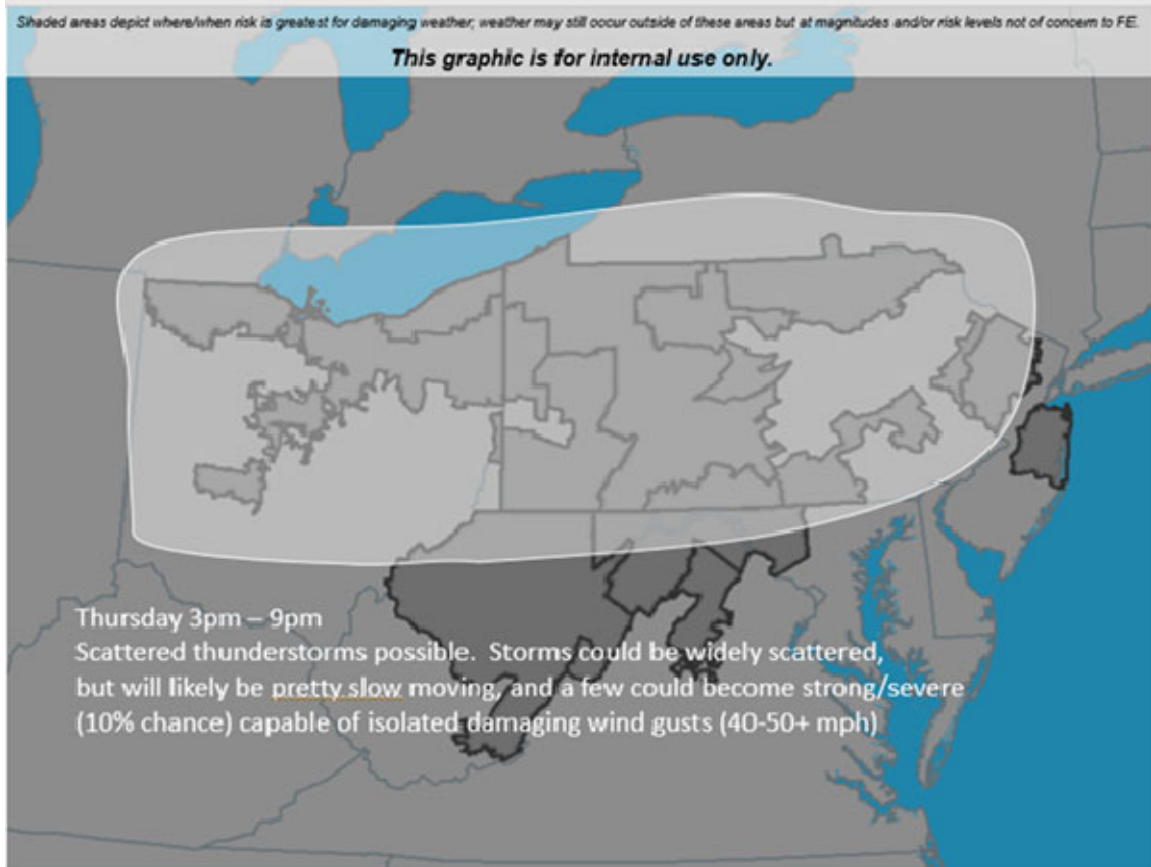 Shaded areas depict where/when risk is greatest for damaging weather; weather may still occur outside of these areas but at magnitudes and/or risk levels not of concern to FE.
This graphic is for internal use only.
Thursday 3pm – 9pm
Scattered thunderstorms possible.  Storms could be widely scattered,
but will likely be pretty slow moving, and a few could become strong/severe
(10% chance) capable of isolated damaging wind gusts (40-50+ mph)